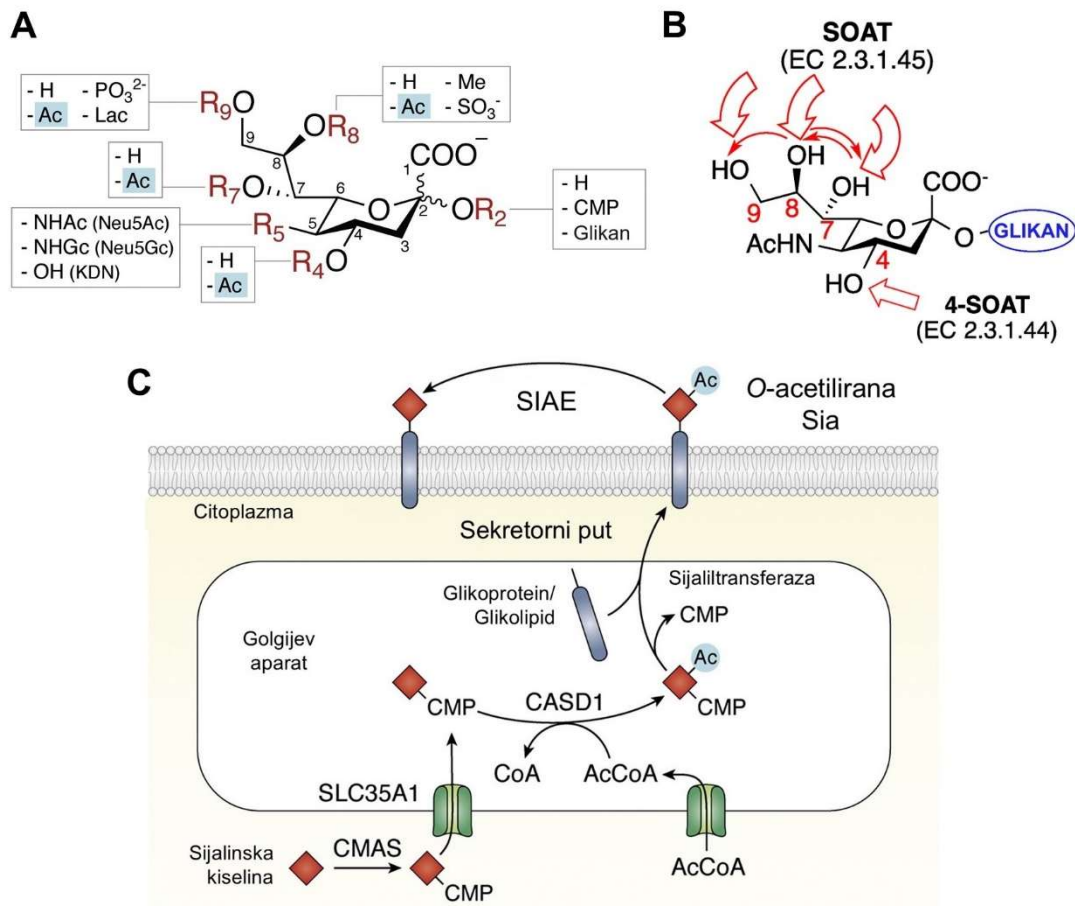 A
- H - PO₃²⁻
- Ac - Lac
- H - Me
- Ac - SO₃⁻
R₉O
OR₈
9
8
1 COO⁻
- H
- Ac
R₇O
7
6
O
2
OR₂
- H
- CMP
- Glikan
- NHAc (Neu5Ac)
- NHGc (Neu5Gc)
- OH (KDN)
R₅
5
4
3
- H
- Ac
R₄O
B
SOAT
(EC 2.3.1.45)
HO
OH
OH
COO⁻
9
8
7
O
O
GLIKAN
AcHN
4
HO
4-SOAT
(EC 2.3.1.44)
C
Ac
SIAE
O-acetilirana
Sia
Citoplazma
Sekretorni put
Glikoprotein/
Glikolipid
Sijaliltransferaza
CMP
Golgijev
aparat
Ac
CMP
CASD1
CMP
CoA
AcCoA
SLC35A1
Sijalinska
kiselina
CMAS
CMP
AcCoA